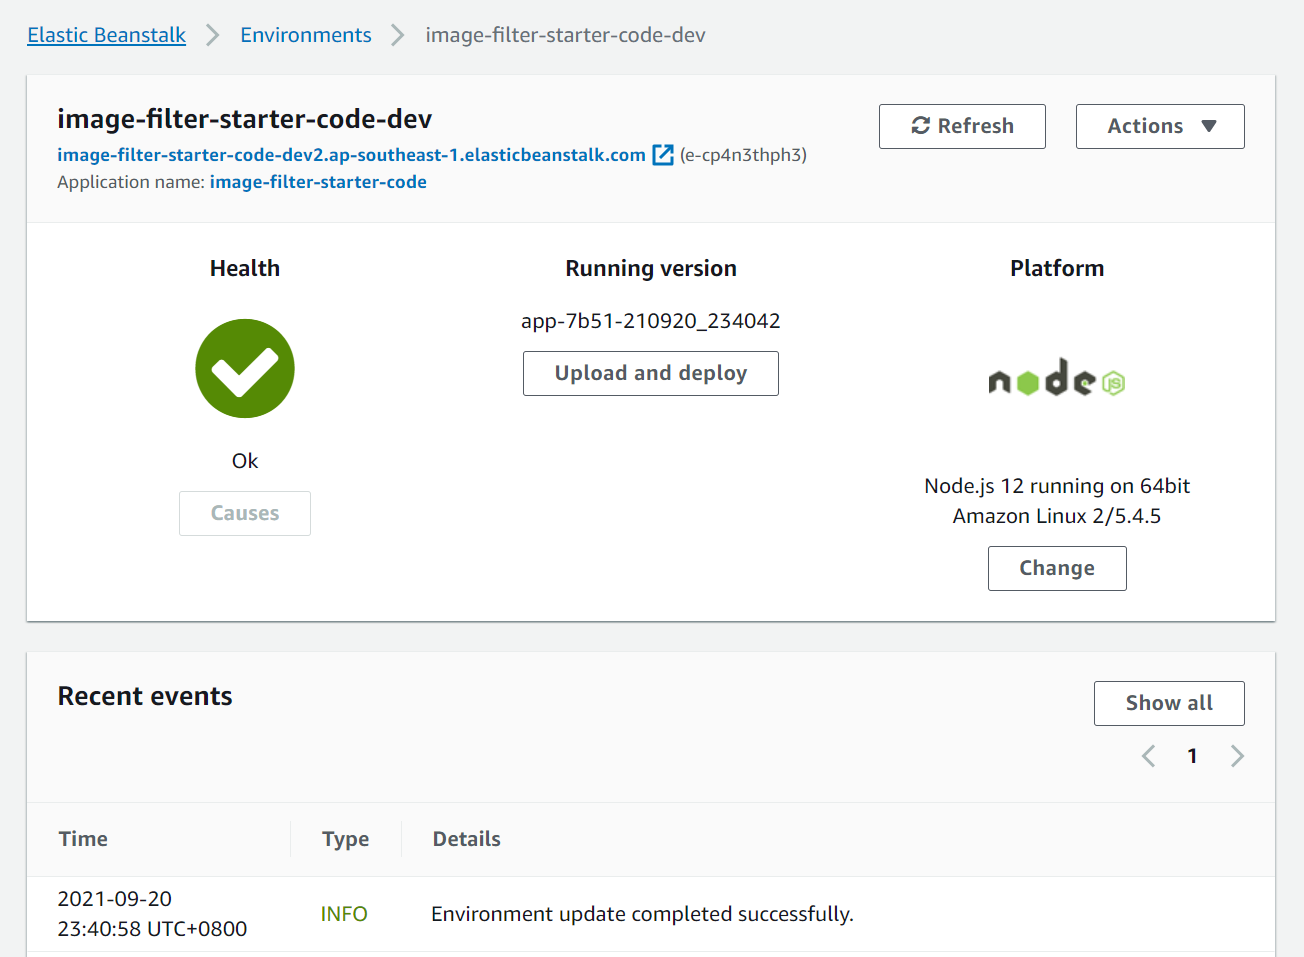 Elastic Beanstalk > Environments > image-filter-starter-code-dev
image-filter-starter-code-dev
Refresh
Actions
image-filter-starter-code-dev2.ap-southeast-1.elasticbeanstalk.com (e-cp4n3thph3)
Application name: image-filter-starter-code
Health
Running version
Platform
app-7b51-210920_234042
Upload and deploy
node JS
Ok
Causes
Node.js 12 running on 64bit
Amazon Linux 2/5.4.5
Change
Recent events
Show all
1
Time Type Details
2021-09-20
23:40:58 UTC+0800
INFO
Environment update completed successfully.